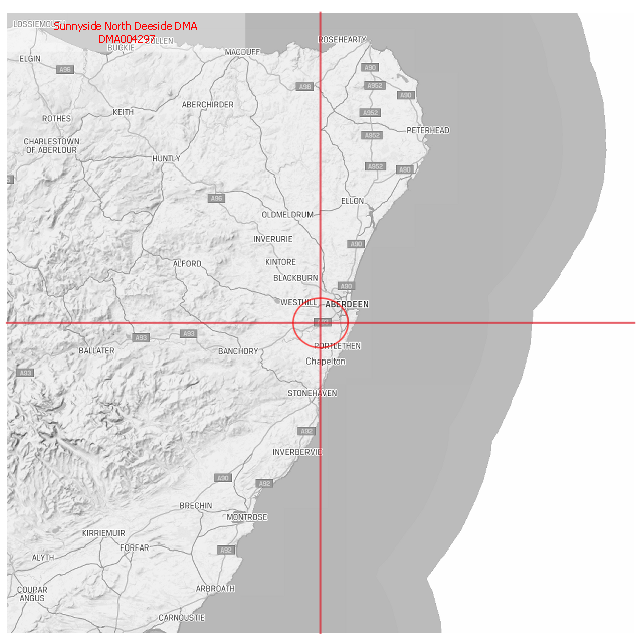 LOSSIEMOUTH
Sunnyside North Deeside DMA
DMA004297
CULLEN
BUCKIE
ROSEHEARTY
MACDUFF
ELGIN
A96
A90
A952
A90
ROTHES
KEITH
ABERCHIRDER
A952
CHARLESTOWN
OF ABERLOUR
A952
PETERHEAD
HUNTLY
A952
A90
A96
ELLON
OLDMELDRUM
INVERURIE
A90
ALFORD
KINTORE
BLACKBURN
A90
WESTHILL
ABERDEEN
A93
A93
BALLATER
BANCHORY
PORTLETHEN
Chapelton
A93
STONEHAVEN
INVERBERVIE
A90
A92
BRECHIN
MONTROSE
KIRRIEMUIR
FORFAR
A92
ALYTH
COUPAR
ANGUS
ARBROATH
CARNOUSTIE